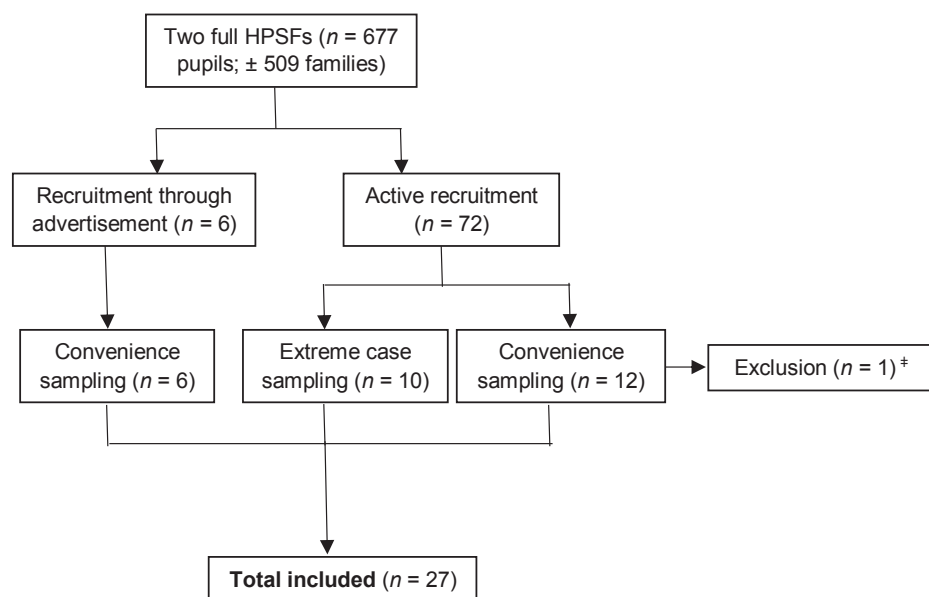 Two full HPSFs (n = 677
pupils; ± 509 families)
Recruitment through
advertisement (n = 6)
Active recruitment
(n = 72)
Convenience
sampling (n = 6)
Extreme case
sampling (n = 10)
Convenience
sampling (n = 12)
Exclusion (n = 1) ‡
Total included (n = 27)